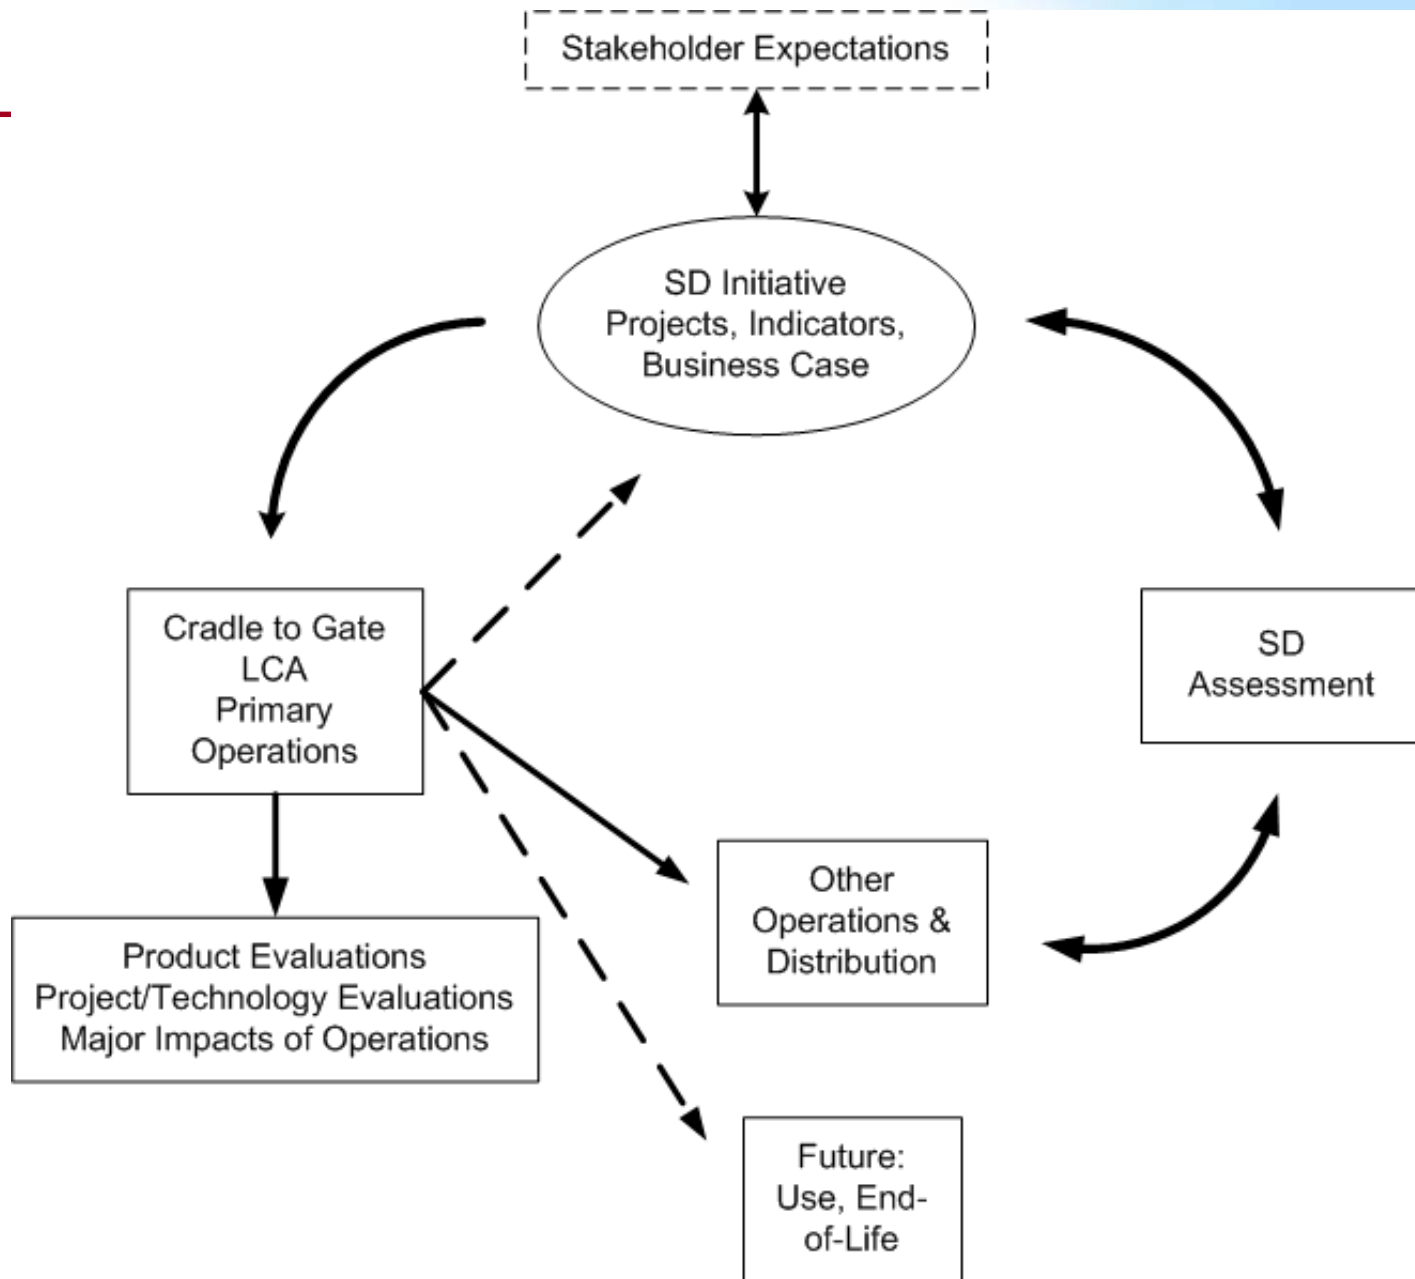 Stakeholder Expectations
SD Initiative
Projects, Indicators,
Business Case
Cradle to Gate
LCA
Primary
Operations
SD
Assessment
Other
Operations &
Distribution
Product Evaluations
Project/Technology Evaluations
Major Impacts of Operations
Future:
Use, End-
of-Life